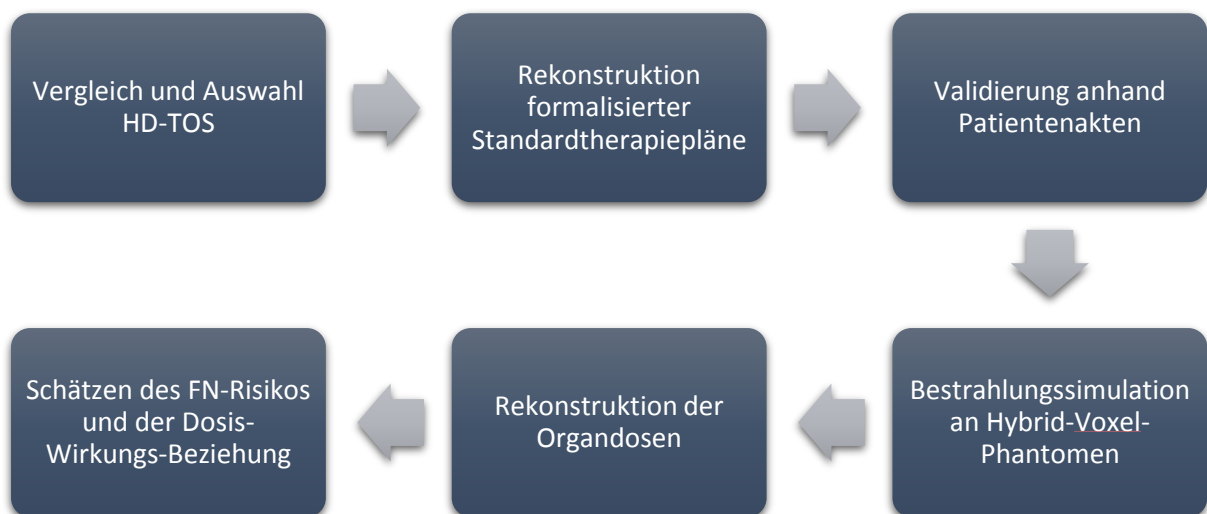 Vergleich und Auswahl
HD-TOS
Rekonstruktion
formalisierter
Standardtherapiepläne
Validierung anhand
Patientenakten
Bestrahlungssimulation
an Hybrid-Voxel-
Phantomen
Rekonstruktion der
Organdosen
Schätzen des FN-Risikos
und der Dosis-
Wirkungs-Beziehung